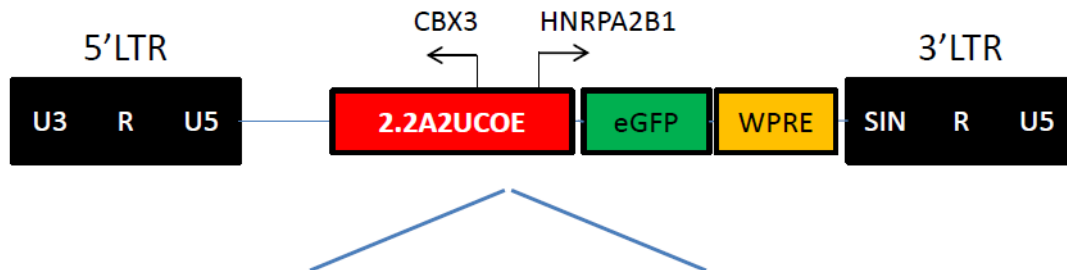 CBX3 HNRPA2B1
5'LTR 3'LTR
U3 R U5 2.2A2UCOE eGFP WPRE SIN R U5